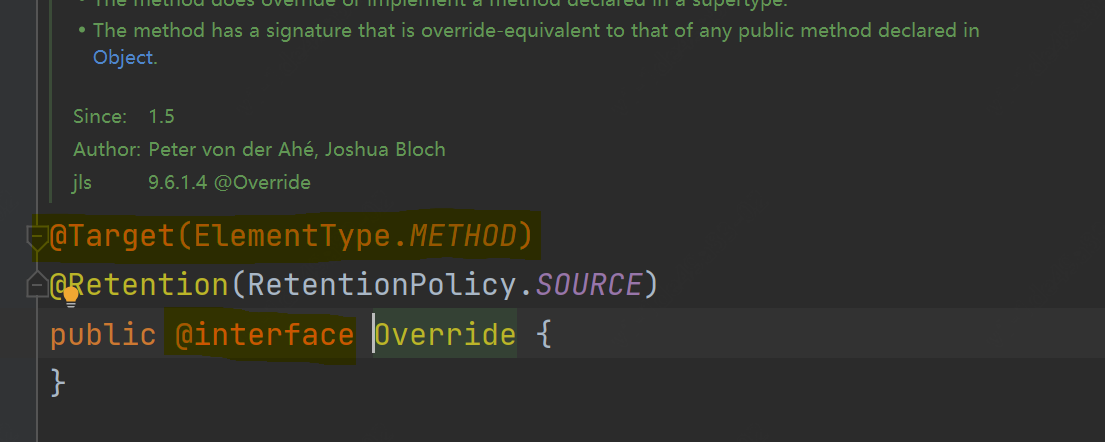 • The method does override or implement a method declared in a supertype.
• The method has a signature that is override-equivalent to that of any public method declared in
Object.
Since: 1.5
Author: Peter von der Ahé, Joshua Bloch
jls 9.6.1.4 @Override
@Target(ElementType.METHOD)
@Retention(RetentionPolicy.SOURCE)
public @interface Override {
}